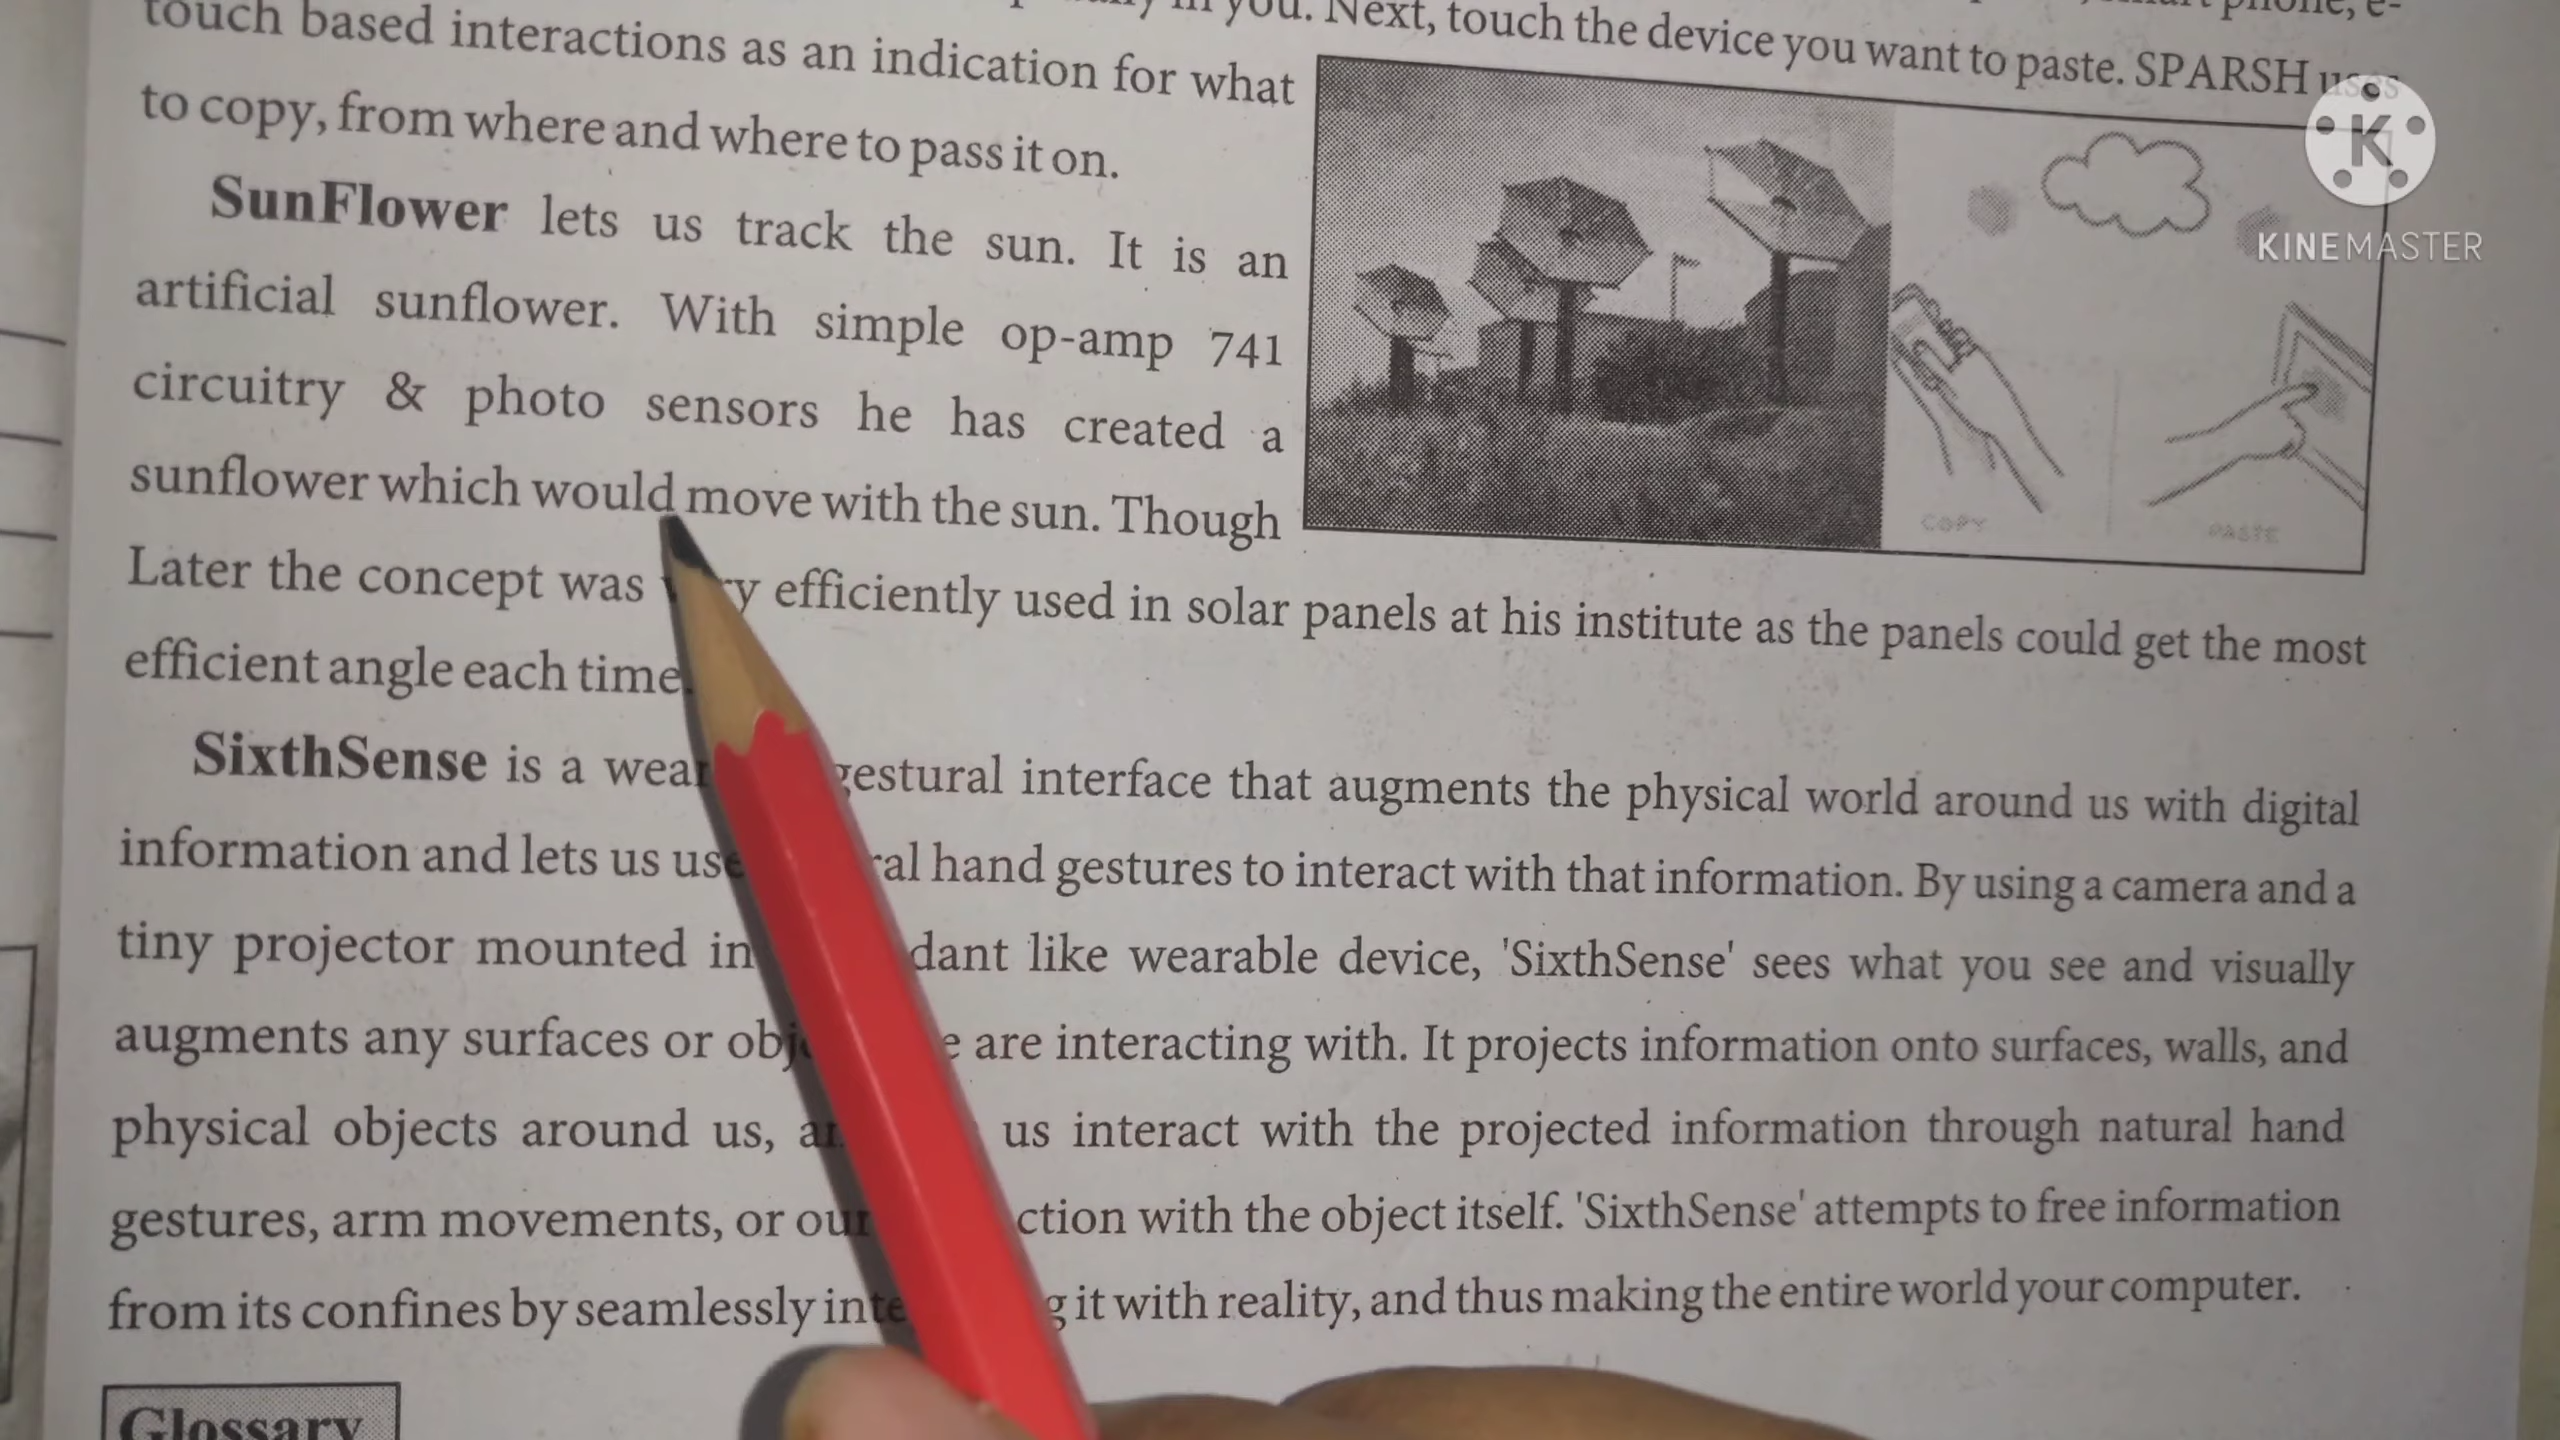 in you. Next, touch the device you want to paste. SPARSH uses
touch based interactions as an indication for what
to copy, from where and where to pass it on.
SunFlower lets us track the sun. It is an
artificial sunflower. With simple op-amp 741
circuitry & photo sensors he has created a
sunflower which would move with the sun. Though
Later the concept was efficiently used in solar panels at his institute as the panels could get the most
efficient angle each time.
SixthSense is a gestural interface that augments the physical world around us with digital
information and lets us use hand gestures to interact with that information. By using a camera and a
tiny projector mounted in like wearable device, 'SixthSense' sees what you see and visually
augments any surfaces or are interacting with. It projects information onto surfaces, walls, and
physical objects around us, us interact with the projected information through natural hand
gestures, arm movements, or our with the object itself. 'SixthSense' attempts to free information
from its confines by seamlessly it with reality, and thus making the entire world your computer.
Glossary
COPY
PASTE
K
KINEMASTER